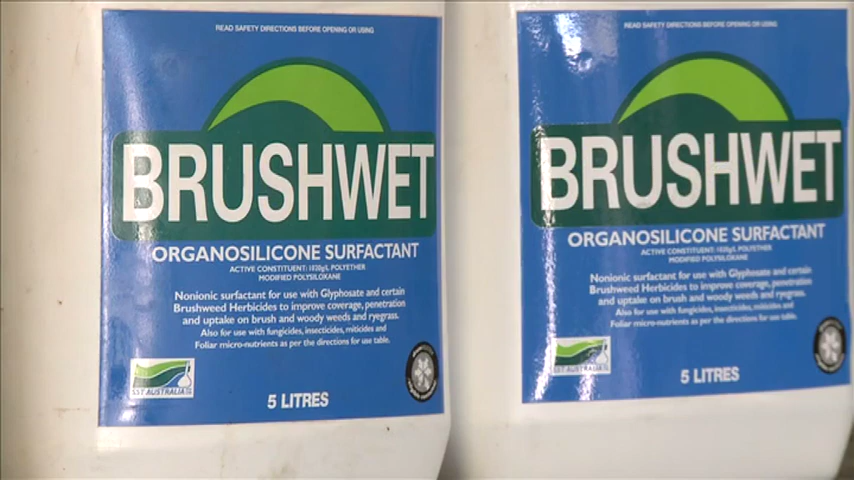 READ SAFETY DIRECTIONS BEFORE OPENING OR USING
BRUSHWET
ORGANOSILICONE SURFACTANT
ACTIVE CONSTITUENT: 1020g/L POLYETHER
MODIFIED POLYSILOXANE
Nonionic surfactant for use with Glyphosate and certain
Brushweed Herbicides to improve coverage, penetration
and uptake on brush and woody weeds and ryegrass.
Also for use with fungicides, insecticides, miticides and
Foliar micro-nutrients as per the directions for use table.
SST AUSTRALIA
5 LITRES
READ SAFETY DIRECTIONS BEFORE OPENING OR USING
BRUSHWET
ORGANOSILICONE SURFACTANT
ACTIVE CONSTITUENT: 1020g/L POLYETHER
MODIFIED POLYSILOXANE
Nonionic surfactant for use with Glyphosate and certain
Brushweed Herbicides to improve coverage, penetration
and uptake on brush and woody weeds and ryegrass.
Also for use with fungicides, insecticides, miticides and
Foliar micro-nutrients as per the directions for use table.
SST AUSTRALIA
5 LITRES